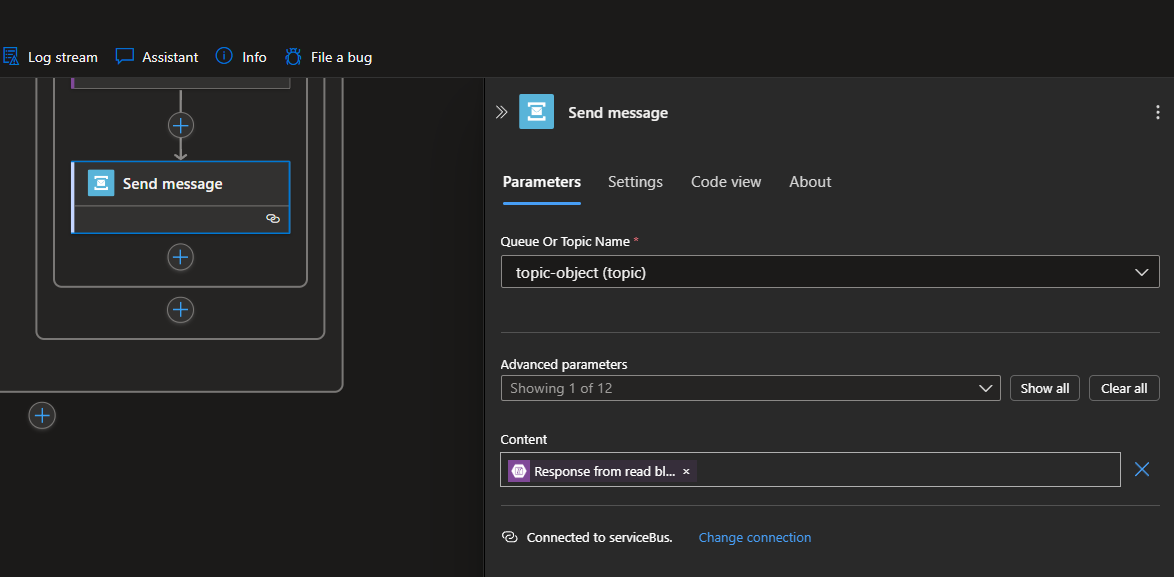 Log stream Assistant Info File a bug
Send message
Send message
Parameters Settings Code view About
Queue Or Topic Name *
topic-object (topic)
Advanced parameters
Showing 1 of 12 Show all Clear all
Content
Response from read bl... ×
Connected to serviceBus. Change connection